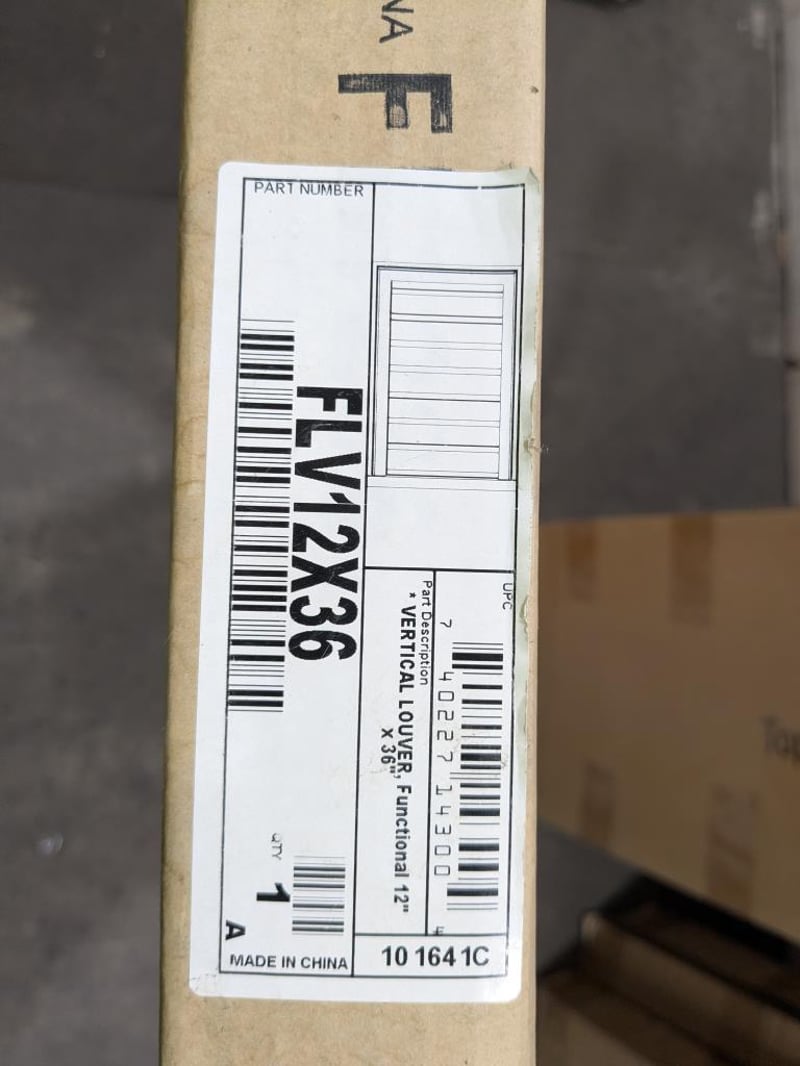 NA
F
PART NUMBER
FLV12X36
UPC
7 40227 14300
Part Description
* VERTICAL LOUVER, Functional 12"
X 36",
QTY
1
A
MADE IN CHINA
10 164 1C